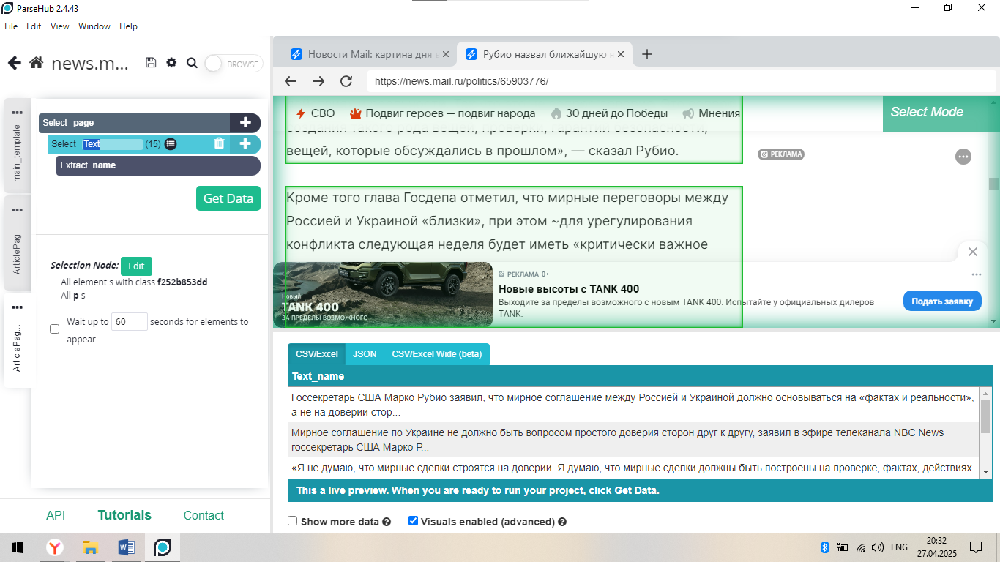 ParseHub 2.4.43
File Edit View Window Help
news.m...
BROWSE
main_template
ArticlePag...
ArticlePag...
Select page
Select Text (15)
Extract name
Get Data
Selection Node: Edit
All element s with class f252b853dd
All p s
Wait up to 60 seconds for elements to
appear.
API Tutorials Contact
Новости Mail: картина дня в
Рубио назвал ближайшую н
https://news.mail.ru/politics/65903776/
СВО Подвиг героев — подвиг народа 30 дней до Победы Мнения
Select Mode
создания такого рода вещей, проверки, гарантий безопасности,
вещей, которые обсуждались в прошлом», — сказал Рубио.
РЕКЛАМА
Кроме того глава Госдепа отметил, что мирные переговоры между
Россией и Украиной «близки», при этом ~для урегулирования
конфликта следующая неделя будет иметь «критически важное
Новый
TANK 400
ЗА ПРЕДЕЛЫ ВОЗМОЖНОГО
РЕКЛАМА 0+
Новые высоты с TANK 400
Выходите за пределы возможного с новым TANK 400. Испытайте у официальных дилеров
TANK.
Подать заявку
CSV/Excel JSON CSV/Excel Wide (beta)
Text_name
Госсекретарь США Марко Рубио заявил, что мирное соглашение между Россией и Украиной должно основываться на «фактах и реальности»,
а не на доверии стор...
Мирное соглашение по Украине не должно быть вопросом простого доверия сторон друг к другу, заявил в эфире телеканала NBC News
госсекретарь США Марко Р...
«Я не думаю, что мирные сделки строятся на доверии. Я думаю, что мирные сделки должны быть построены на проверке, фактах, действиях
This a live preview. When you are ready to run your project, click Get Data.
Show more data Visuals enabled (advanced)
ENG
20:32
27.04.2025